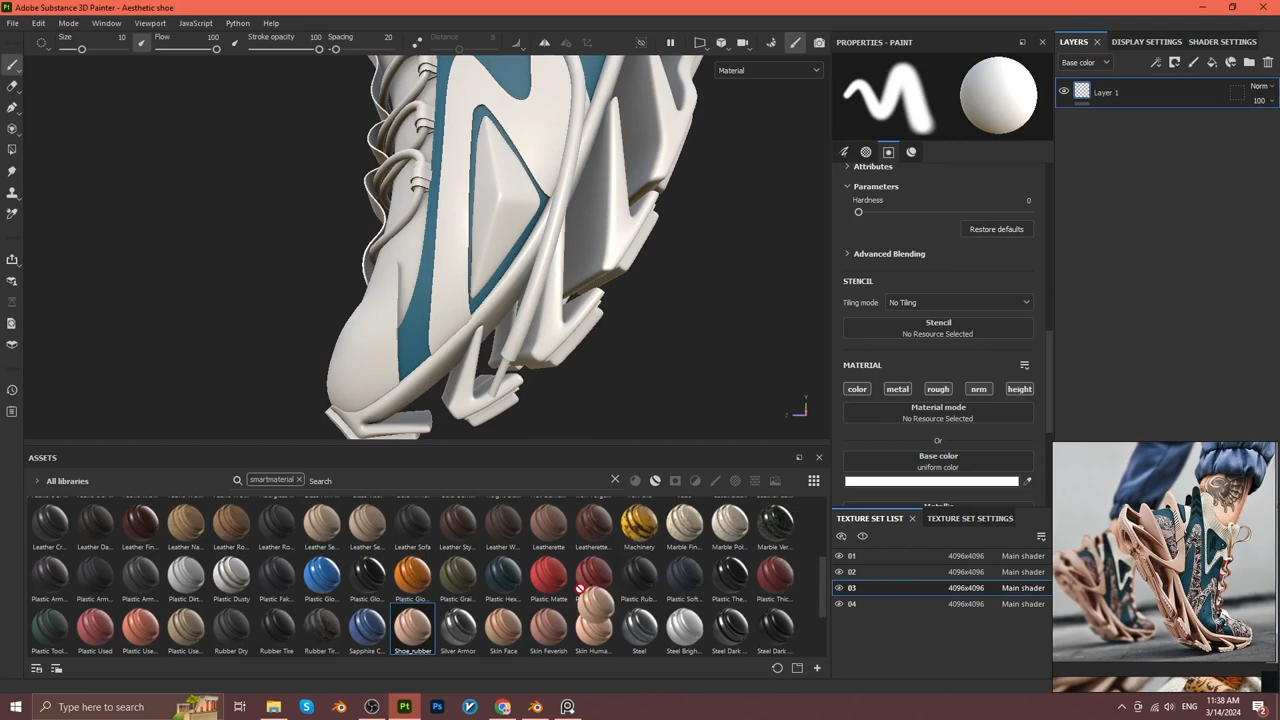 Adobe Substance 3D Painter - Aesthetic shoe
File Edit Mode Window Viewport JavaScript Python Help
Size 10 Flow 100 Stroke opacity 100 Spacing 20 Distance 8
Material
PROPERTIES - PAINT
LAYERS DISPLAY SETTINGS SHADER SETTINGS
Base color
Layer 1 Norm
100
Attributes
Parameters
Hardness 0
Restore defaults
Advanced Blending
STENCIL
Tiling mode No Tiling
Stencil
No Resource Selected
MATERIAL
color metal rough nrm height
Material mode
No Resource Selected
Or
Base color
uniform color
Y
ASSETS
All libraries smartmaterial Search
Leather Cr... Leather Da... Leather Fin... Leather Na... Leather Ro... Leather Ro... Leather Se... Leather Se... Leather Sofa Leather Sty... Leather W... Leatherette Leatherette... Machinery Marble Fin... Marble Pol... Marble Ver...
Plastic Arm... Plastic Arm... Plastic Arm... Plastic Dirt... Plastic Dusty Plastic Fak... Plastic Glo... Plastic Glo... Plastic Glo... Plastic Grai... Plastic Hex... Plastic Matte Plastic Rub... Plastic Soft... Plastic The... Plastic Thic...
Plastic Tool... Plastic Used Plastic Use... Plastic Use... Rubber Dry Rubber Tire Rubber Tir... Sapphire C... Shoe_rubber Silver Armor Skin Face Skin Feverish Skin Huma... Steel Steel Brigh... Steel Dark ... Steel Dark ...
TEXTURE SET LIST TEXTURE SET SETTINGS
01 4096x4096 Main shader
02 4096x4096 Main shader
03 4096x4096 Main shader
04 4096x4096 Main shader
Type here to search
ENG
11:38 AM
3/14/2024
2